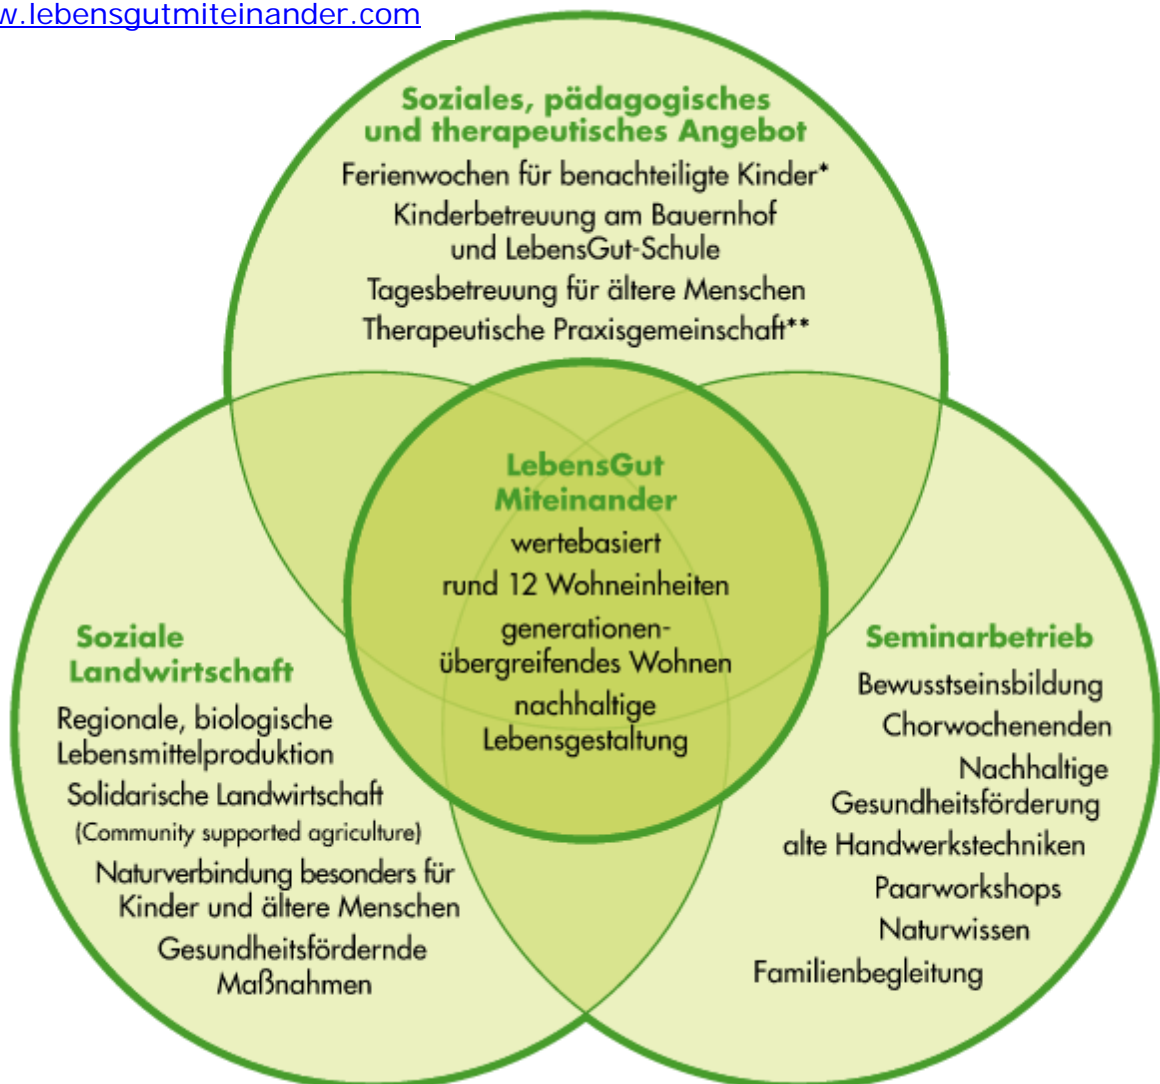 w.lebensgutmiteinander.com
Soziales, pädagogisches
und therapeutisches Angebot
Ferienwochen für benachteiligte Kinder*
Kinderbetreuung am Bauernhof
und LebensGut-Schule
Tagesbetreuung für ältere Menschen
Therapeutische Praxisgemeinschaft**
LebensGut
Miteinander
wertebasiert
rund 12 Wohneinheiten
generationen-
übergreifendes Wohnen
nachhaltige
Lebensgestaltung
Soziale
Landwirtschaft
Regionale, biologische
Lebensmittelproduktion
Solidarische Landwirtschaft
(Community supported agriculture)
Naturverbindung besonders für
Kinder und ältere Menschen
Gesundheitsfördernde
Maßnahmen
Seminarbetrieb
Bewusstseinsbildung
Chorwochenenden
Nachhaltige
Gesundheitsförderung
alte Handwerkstechniken
Paarworkshops
Naturwissen
Familienbegleitung